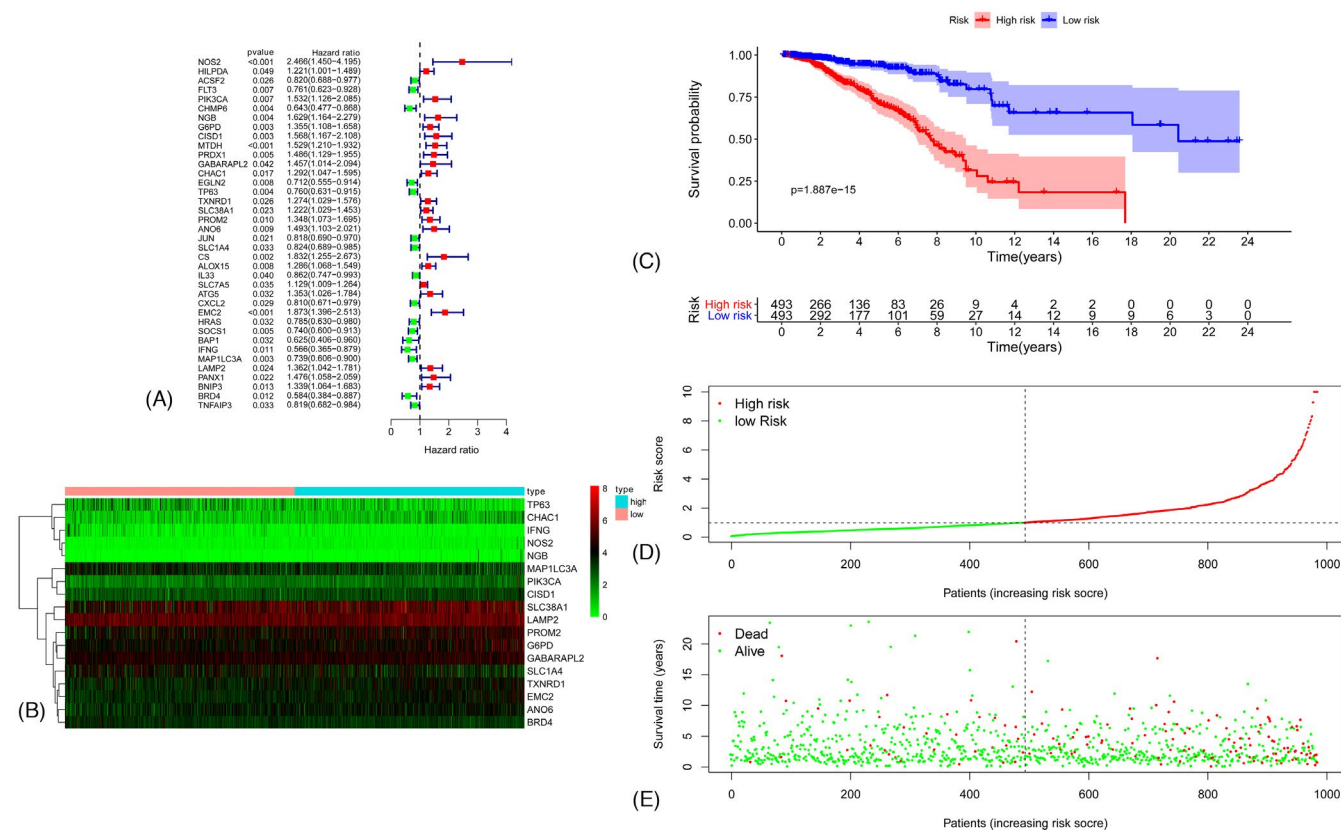 pvalue Hazard ratio
NOS2 <0.001 2.466(1.450−4.195)
HILPDA 0.049 1.221(1.001−1.489)
ACSF2 0.026 0.820(0.688−0.977)
FLT3 0.007 0.761(0.623−0.928)
PIK3CA 0.007 1.532(1.126−2.085)
CHMP6 0.004 0.643(0.477−0.868)
NGB 0.004 1.629(1.164−2.279)
G6PD 0.003 1.355(1.108−1.658)
CISD1 0.003 1.568(1.167−2.108)
MTDH <0.001 1.529(1.210−1.932)
PRDX1 0.005 1.486(1.129−1.955)
GABARAPL2 0.042 1.457(1.014−2.094)
CHAC1 0.017 1.292(1.047−1.595)
EGLN2 0.008 0.712(0.555−0.914)
TP63 0.004 0.760(0.631−0.915)
TXNRD1 0.026 1.274(1.029−1.576)
SLC38A1 0.023 1.222(1.029−1.453)
PROM2 0.010 1.348(1.073−1.695)
ANO6 0.009 1.493(1.103−2.021)
JUN 0.021 0.818(0.690−0.970)
SLC1A4 0.033 0.824(0.689−0.985)
CS 0.002 1.832(1.255−2.673)
ALOX15 0.008 1.286(1.068−1.549)
IL33 0.040 0.862(0.747−0.993)
SLC7A5 0.035 1.129(1.009−1.264)
ATG5 0.032 1.353(1.026−1.784)
CXCL2 0.029 0.810(0.671−0.979)
EMC2 <0.001 1.873(1.396−2.513)
HRAS 0.032 0.785(0.630−0.980)
SOCS1 0.005 0.740(0.600−0.913)
BAP1 0.032 0.625(0.406−0.960)
IFNG 0.011 0.566(0.365−0.879)
MAP1LC3A 0.003 0.739(0.606−0.900)
LAMP2 0.024 1.362(1.042−1.781)
PANX1 0.022 1.476(1.058−2.059)
BNIP3 0.013 1.339(1.064−1.683)
BRD4 0.012 0.584(0.384−0.887)
TNFAIP3 0.033 0.819(0.682−0.984)
0 1 2 3 4
Hazard ratio
(A)
type
TP63
CHAC1
IFNG
NOS2
NGB
MAP1LC3A
PIK3CA
CISD1
SLC38A1
LAMP2
PROM2
G6PD
GABARAPL2
SLC1A4
TXNRD1
EMC2
ANO6
BRD4
8
6
4
2
0
type
high
low
(B)
Risk High risk Low risk
Survival probability
1.00
0.75
0.50
0.25
0.00
p=1.887e−15
0 2 4 6 8 10 12 14 16 18 20 22 24
Time(years)
(C)
Risk
High risk 493 266 136 83 26 9 4 2 2 0 0 0 0
Low risk 493 292 177 101 59 27 14 12 9 9 6 3 0
0 2 4 6 8 10 12 14 16 18 20 22 24
Time(years)
Risk score
10
8
6
4
2
0
High risk
low Risk
0 200 400 600 800 1000
Patients (increasing risk socre)
(D)
Survival time (years)
20
15
10
5
0
Dead
Alive
0 200 400 600 800 1000
Patients (increasing risk socre)
(E)